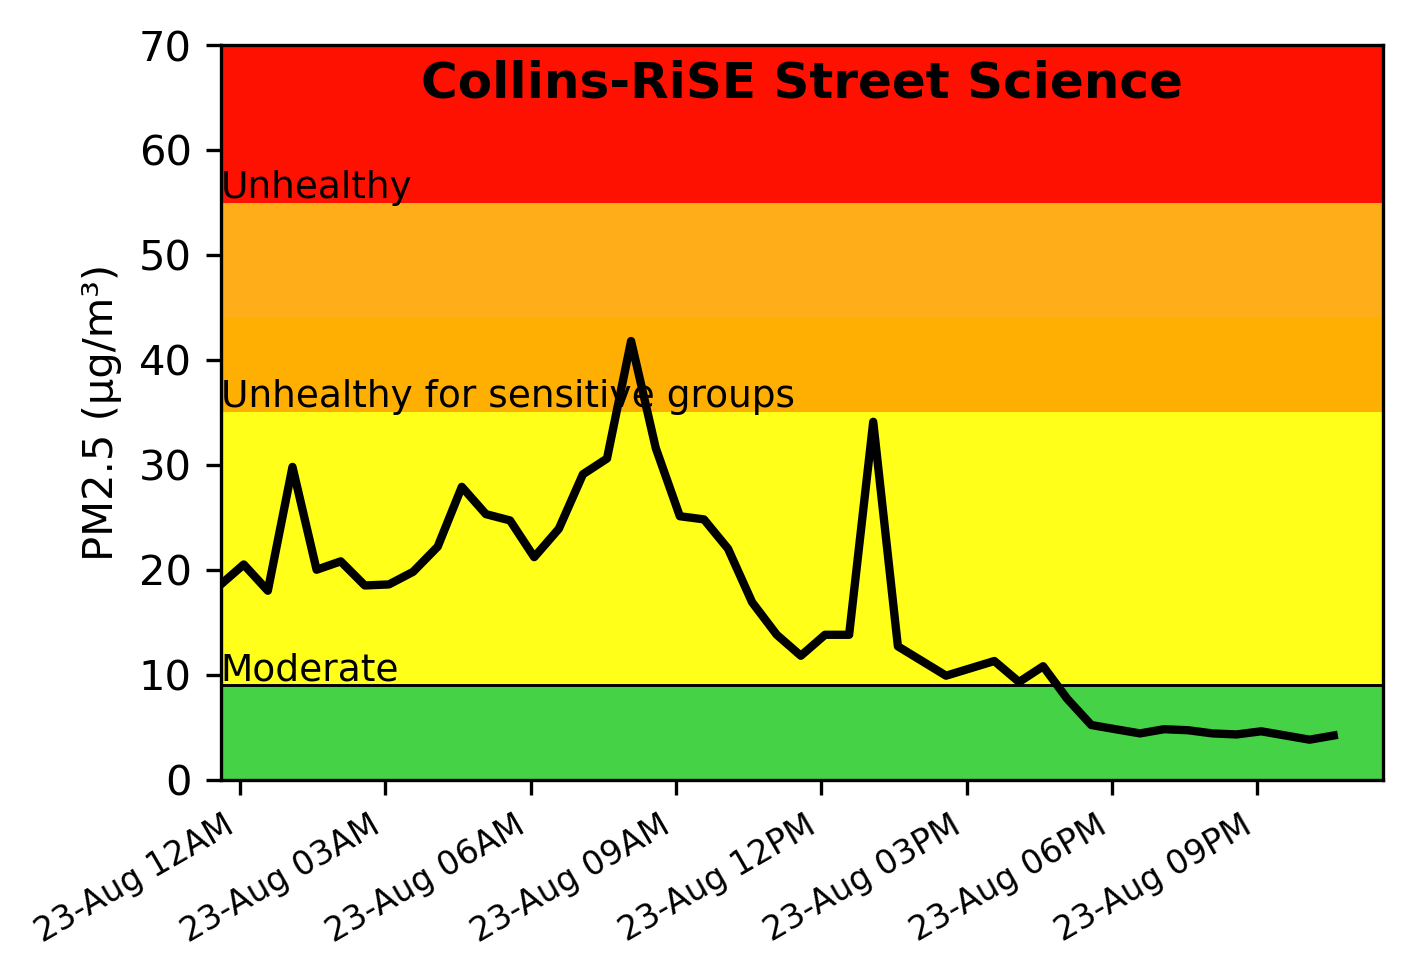 Collins-RiSE Street Science
70
60
Unhealthy
50
40
Unhealthy for sensitive groups
30
20
Moderate
10
0
PM2.5 (µg/m³)
23-Aug 12AM
23-Aug 03AM
23-Aug 06AM
23-Aug 09AM
23-Aug 12PM
23-Aug 03PM
23-Aug 06PM
23-Aug 09PM